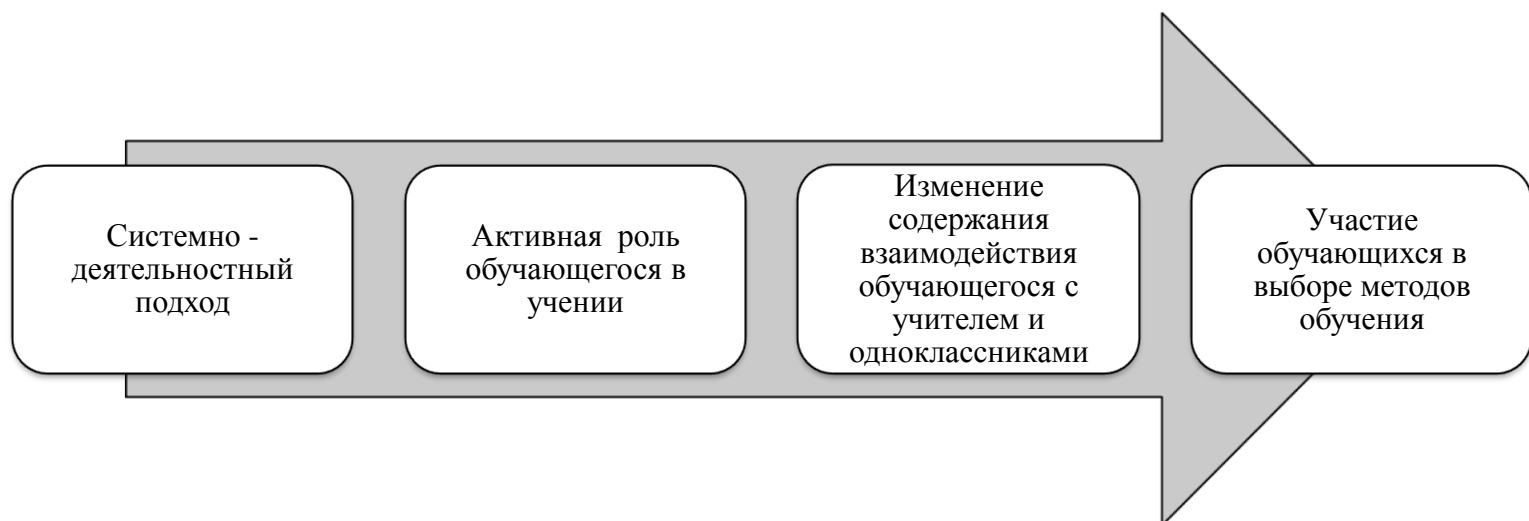 Системно -
деятельностный
подход
Активная роль
обучающегося в
учении
Изменение
содержания
взаимодействия
обучающегося с
учителем и
одноклассниками
Участие
обучающихся в
выборе методов
обучения